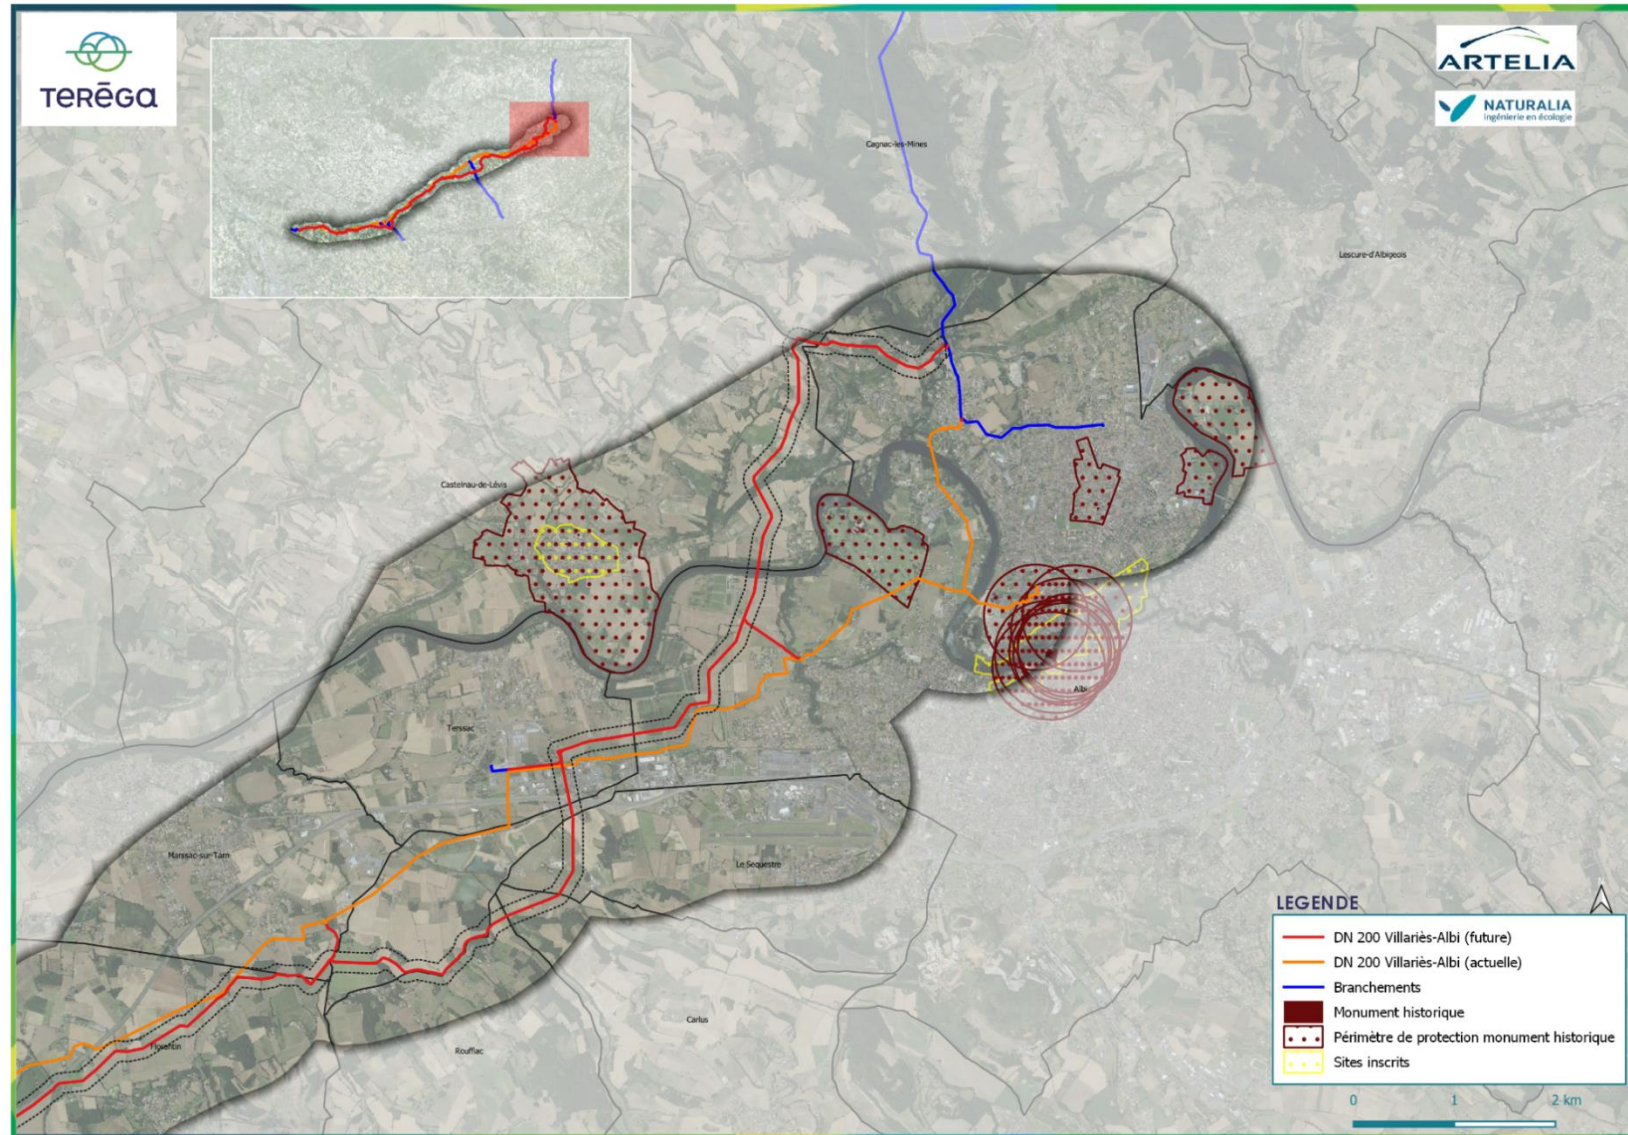 TERĒGA
ARTELIA
NATURALIA
ingénierie en écologie
Cagnac-les-Mines
Lescure-d'Albigeois
Castelnau-de-Lévis
Albi
Terssac
Marssac-sur-Tarn
Le Sequestre
Carlus
Rouffiac
Florentin
LEGENDE
DN 200 Villariès-Albi (future)
DN 200 Villariès-Albi (actuelle)
Branchements
Monument historique
Périmètre de protection monument historique
Sites inscrits
0 1 2 km